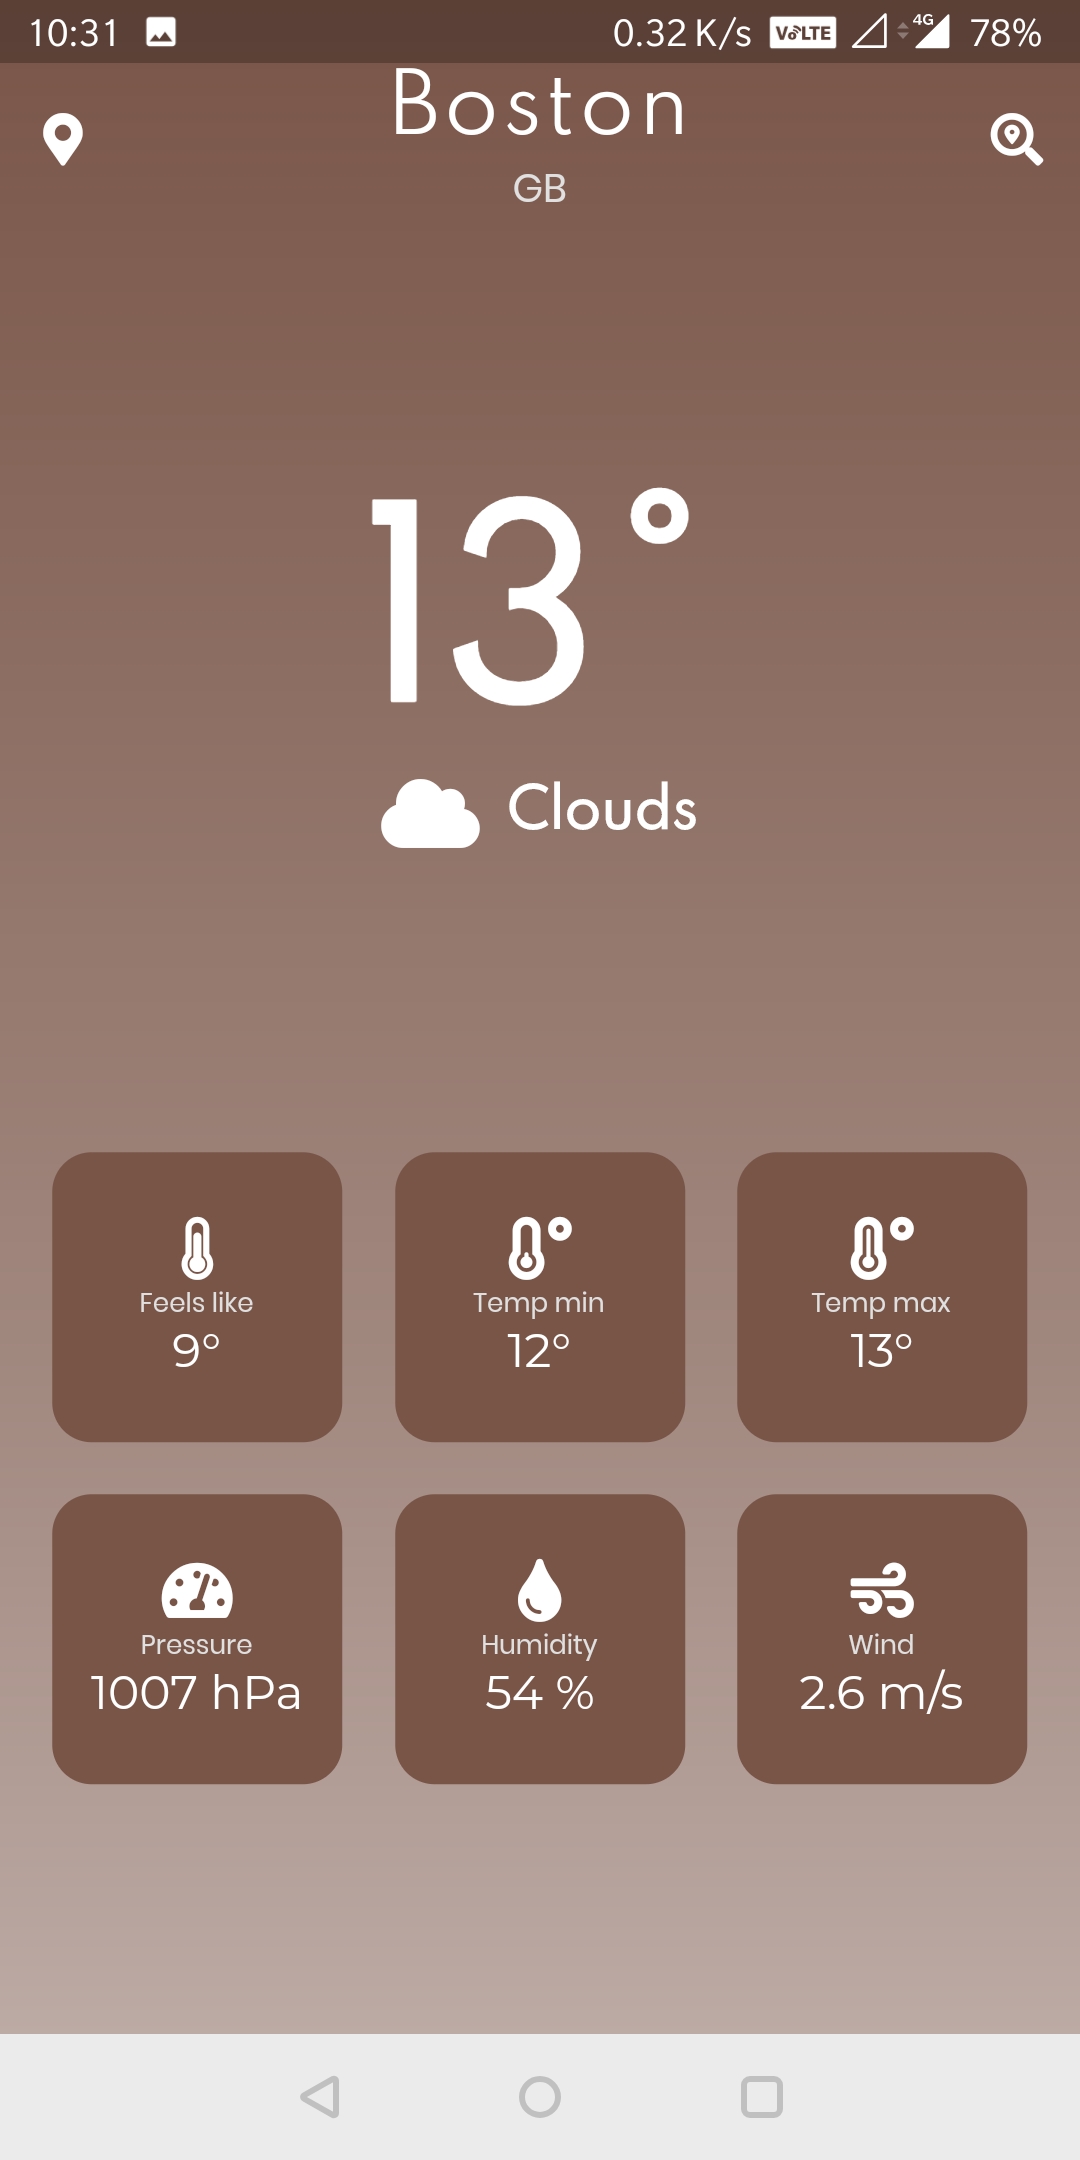 10:31 0.32 K/s VoLTE 4G 78%
Boston
GB
13°
Clouds
Feels like Temp min Temp max
9° 12° 13°
Pressure Humidity Wind
1007 hPa 54 % 2.6 m/s